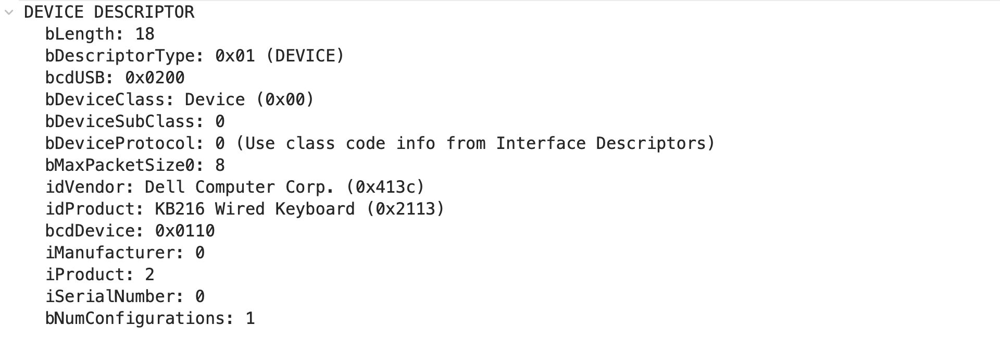 DEVICE DESCRIPTOR
bLength: 18
bDescriptorType: 0x01 (DEVICE)
bcdUSB: 0x0200
bDeviceClass: Device (0x00)
bDeviceSubClass: 0
bDeviceProtocol: 0 (Use class code info from Interface Descriptors)
bMaxPacketSize0: 8
idVendor: Dell Computer Corp. (0x413c)
idProduct: KB216 Wired Keyboard (0x2113)
bcdDevice: 0x0110
iManufacturer: 0
iProduct: 2
iSerialNumber: 0
bNumConfigurations: 1